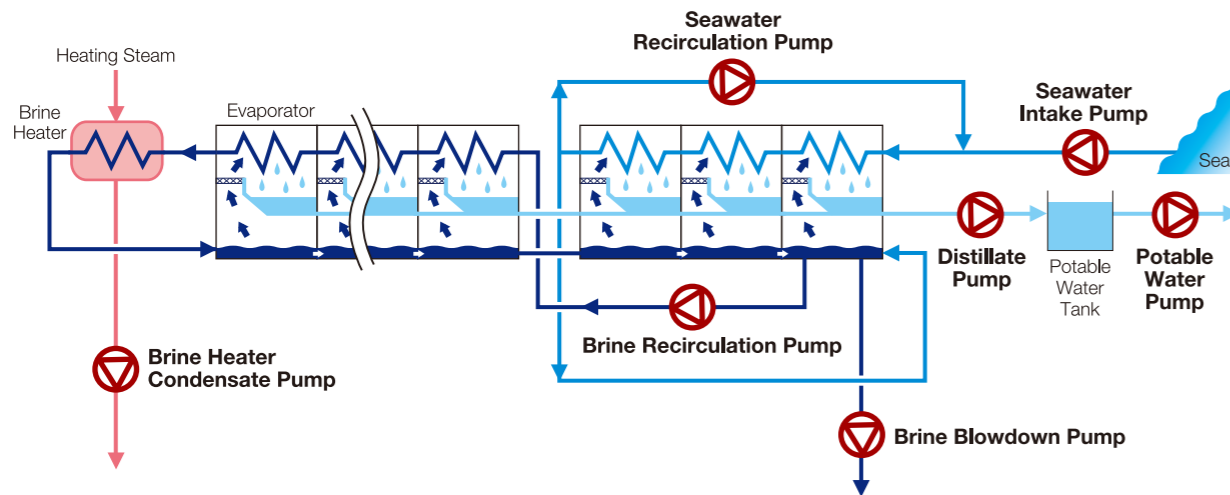 Seawater
Recirculation Pump
Heating Steam
Brine
Heater
Evaporator
Seawater
Intake Pump
Sea
Distillate
Pump
Potable
Water
Tank
Potable
Water
Pump
Brine Recirculation Pump
Brine Heater
Condensate Pump
Brine Blowdown Pump